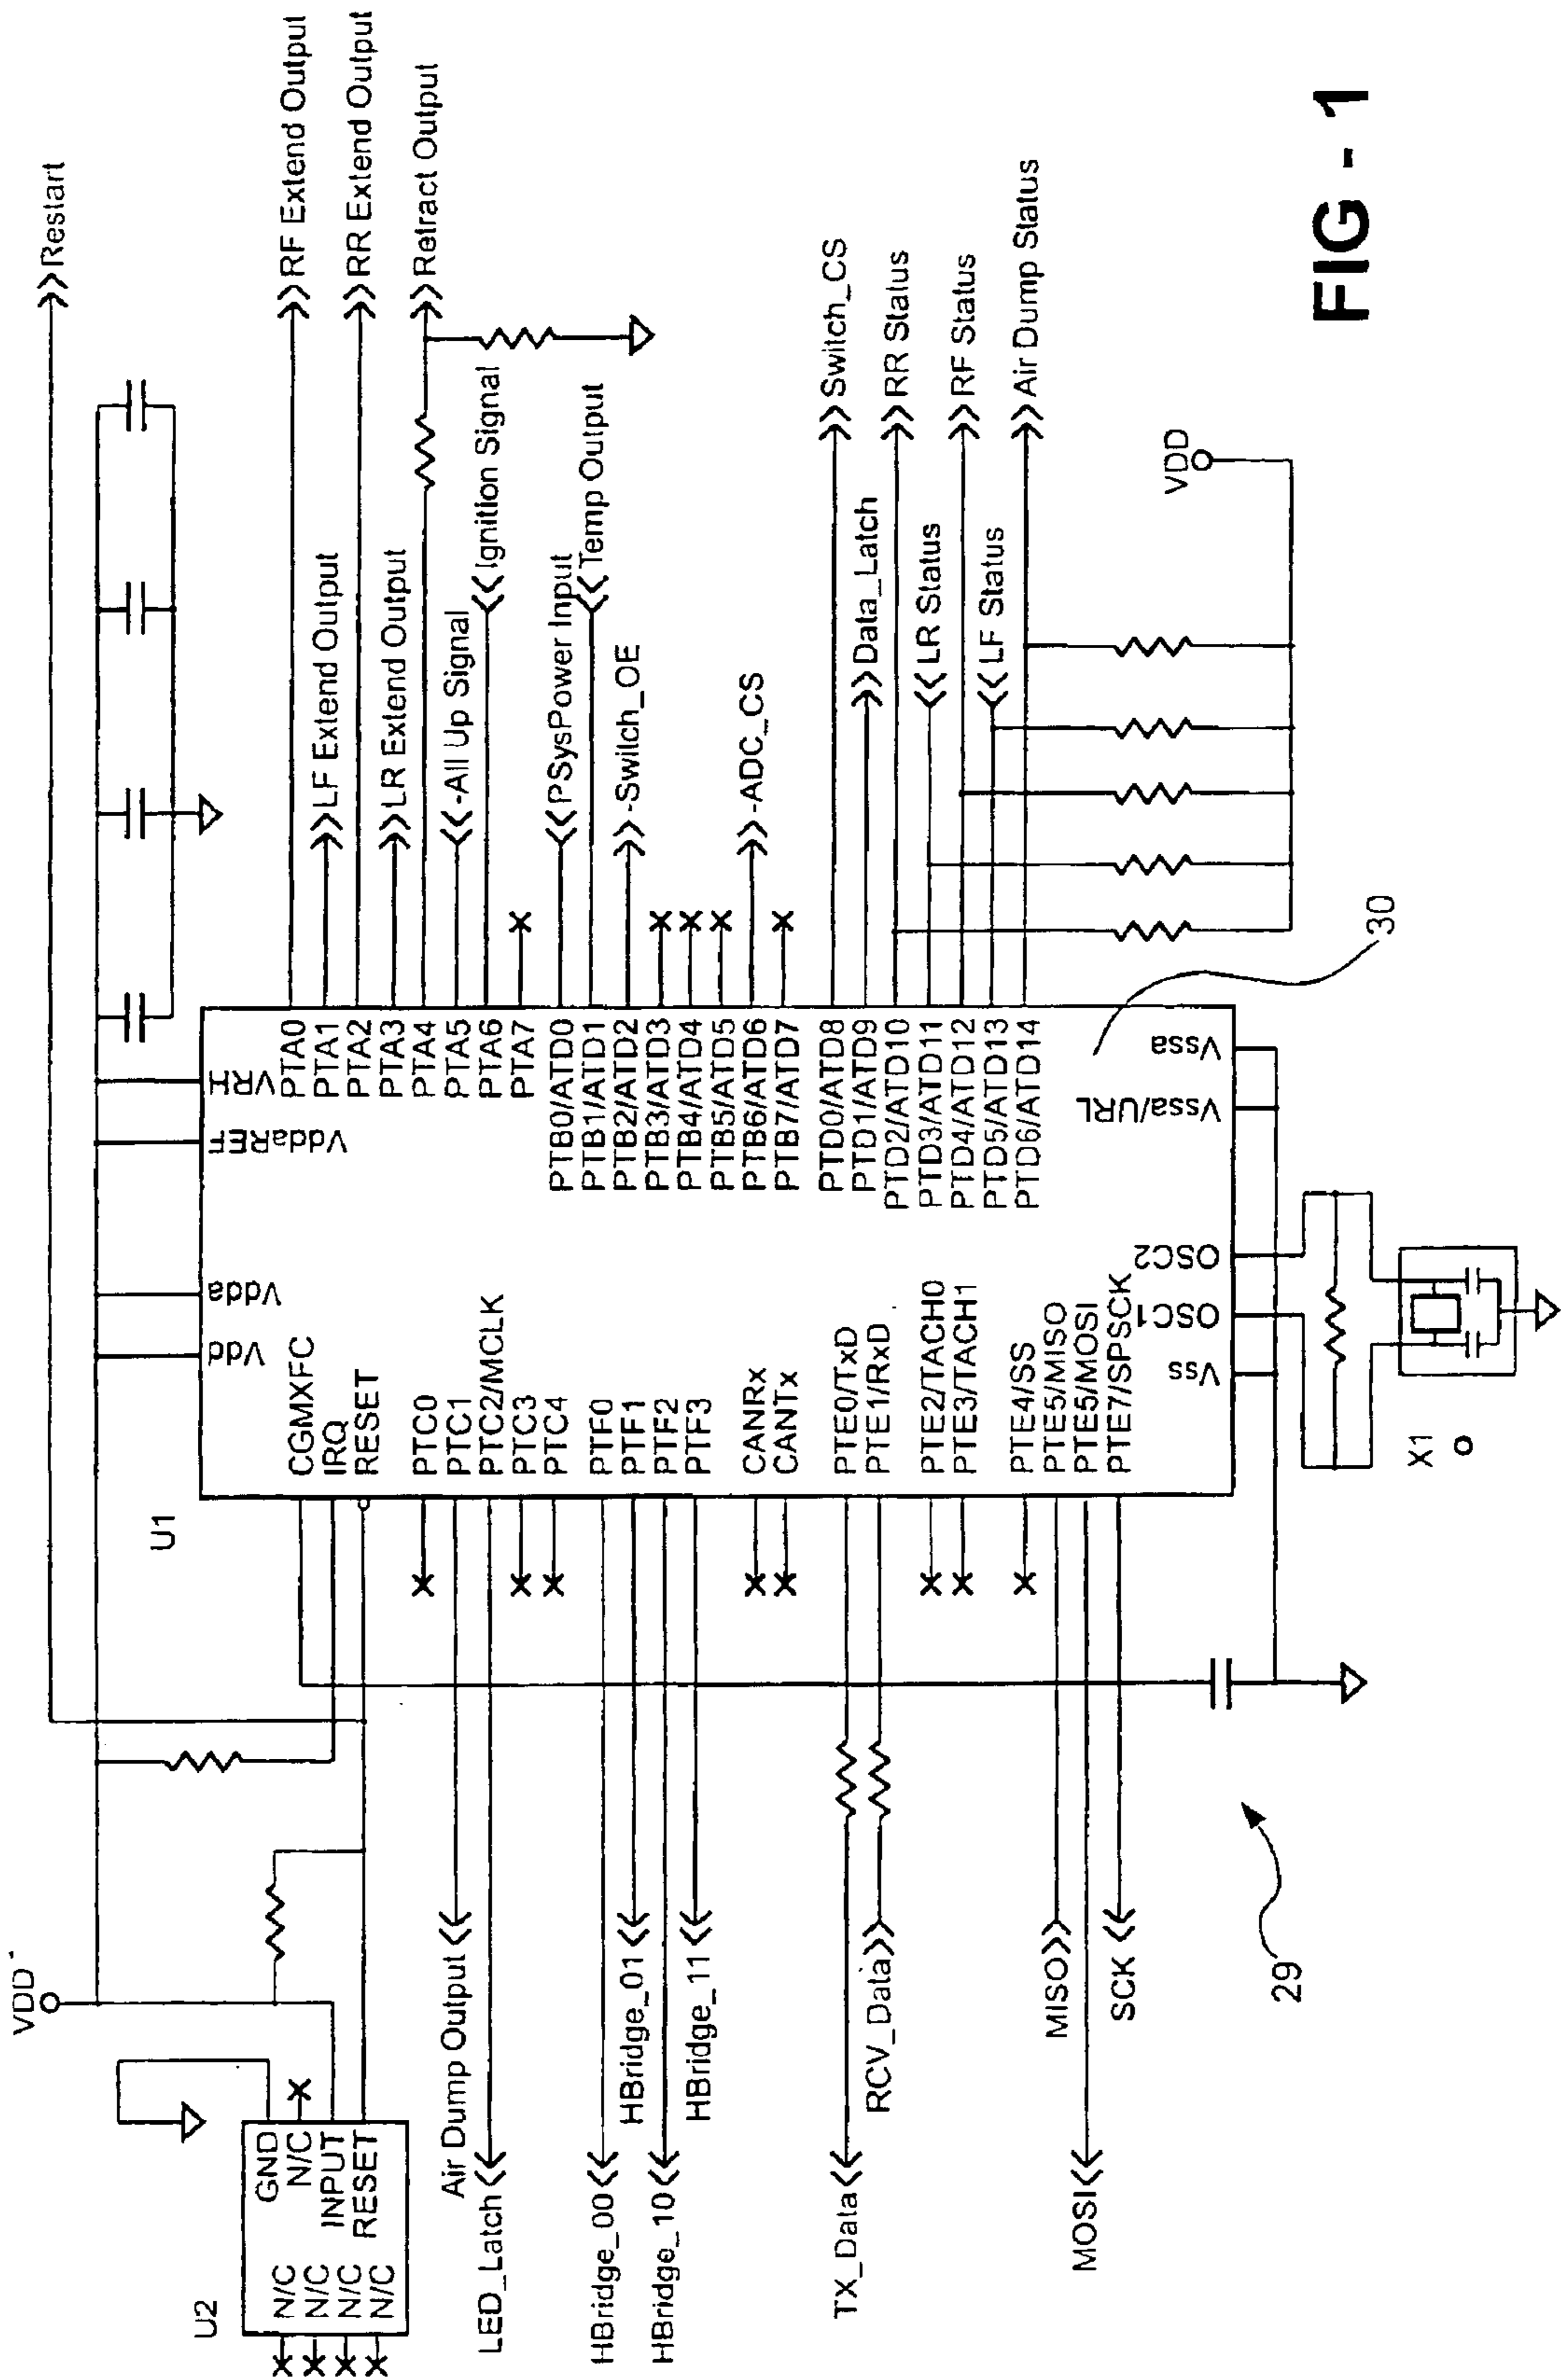 VDD
Restart
U2
GND
N/C
INPUT
RESET
N/C
N/C
N/C
N/C
U1
Vdd
Vdda
VddaREF
VRH
CGMXFC
IRQ
RESET
PTC0
PTC1
PTC2/MCLK
PTC3
PTC4
PTF0
PTF1
PTF2
PTF3
CANRx
CANTx
PTE0/TxD
PTE1/RxD
PTE2/TACH0
PTE3/TACH1
PTE4/SS
PTE5/MISO
PTE5/MOSI
PTE7/SPSCK
Air Dump Output
LED_Latch
HBridge_00
HBridge_01
HBridge_10
HBridge_11
TX_Data
RCV_Data
MISO
MOSI
SCK
PTA0
PTA1
PTA2
PTA3
PTA4
PTA5
PTA6
PTA7
PTB0/ATD0
PTB1/ATD1
PTB2/ATD2
PTB3/ATD3
PTB4/ATD4
PTB5/ATD5
PTB6/ATD6
PTB7/ATD7
PTD0/ATD8
PTD1/ATD9
PTD2/ATD10
PTD3/ATD11
PTD4/ATD12
PTD5/ATD13
PTD6/ATD14
RF Extend Output
LF Extend Output
RR Extend Output
LR Extend Output
Retract Output
-All Up Signal
Ignition Signal
PSysPower Input
Temp Output
-Switch_OE
-ADC_CS
Switch_CS
Data_Latch
RR Status
LR Status
RF Status
LF Status
Air Dump Status
VDD
Vss
OSC1
OSC2
Vssa/URL
Vssa
X1
29
30
FIG - 1